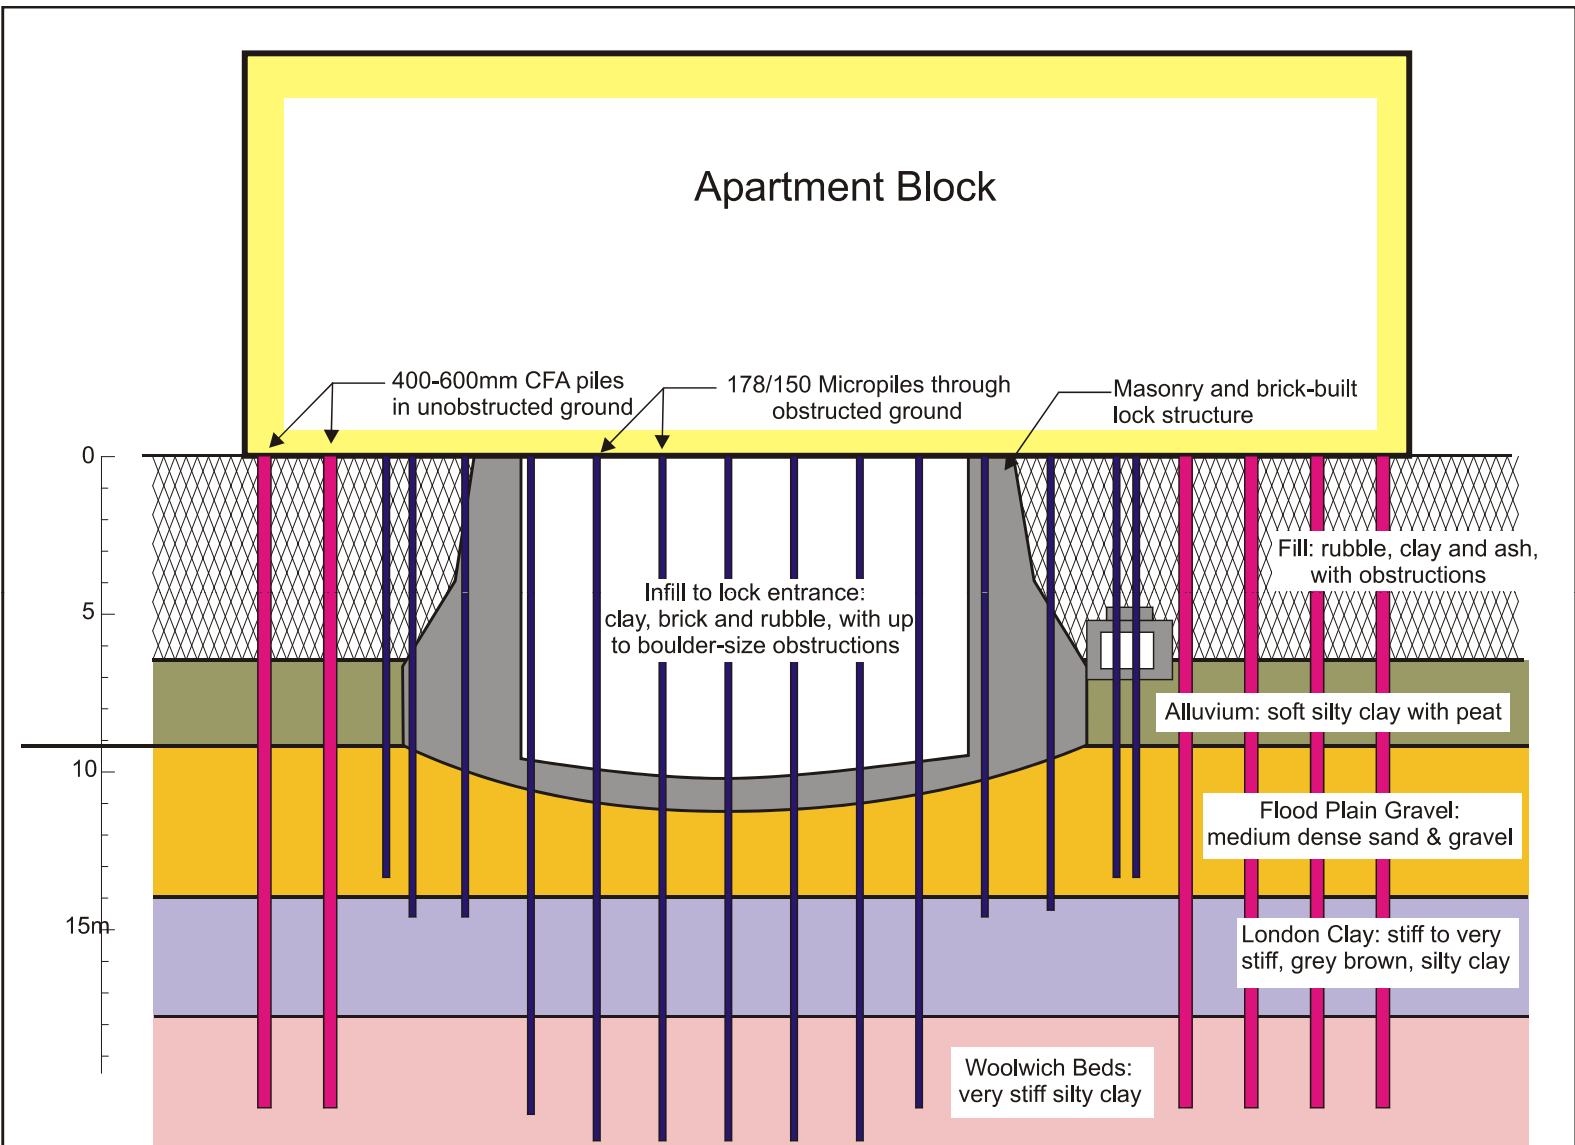 Apartment Block
400-600mm CFA piles
in unobstructed ground
178/150 Micropiles through
obstructed ground
Masonry and brick-built
lock structure
0
5
10
15m
Infill to lock entrance:
clay, brick and rubble, with up
to boulder-size obstructions
Fill: rubble, clay and ash,
with obstructions
Alluvium: soft silty clay with peat
Flood Plain Gravel:
medium dense sand & gravel
London Clay: stiff to very
stiff, grey brown, silty clay
Woolwich Beds:
very stiff silty clay